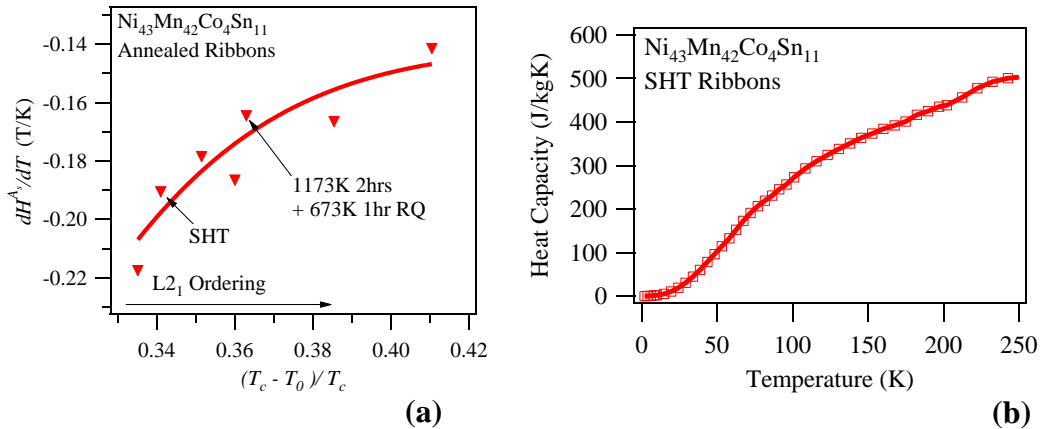 Ni43Mn42Co4Sn11
Annealed Ribbons
-0.14
-0.16
-0.18
-0.20
-0.22
dH^As/dT (T/K)
1173K 2hrs
+ 673K 1hr RQ
SHT
L21 Ordering
0.34
0.36
0.38
0.40
0.42
(Tc - T0)/Tc
(a)
Ni43Mn42Co4Sn11
SHT Ribbons
600
500
400
300
200
100
0
Heat Capacity (J/kgK)
0
50
100
150
200
250
Temperature (K)
(b)